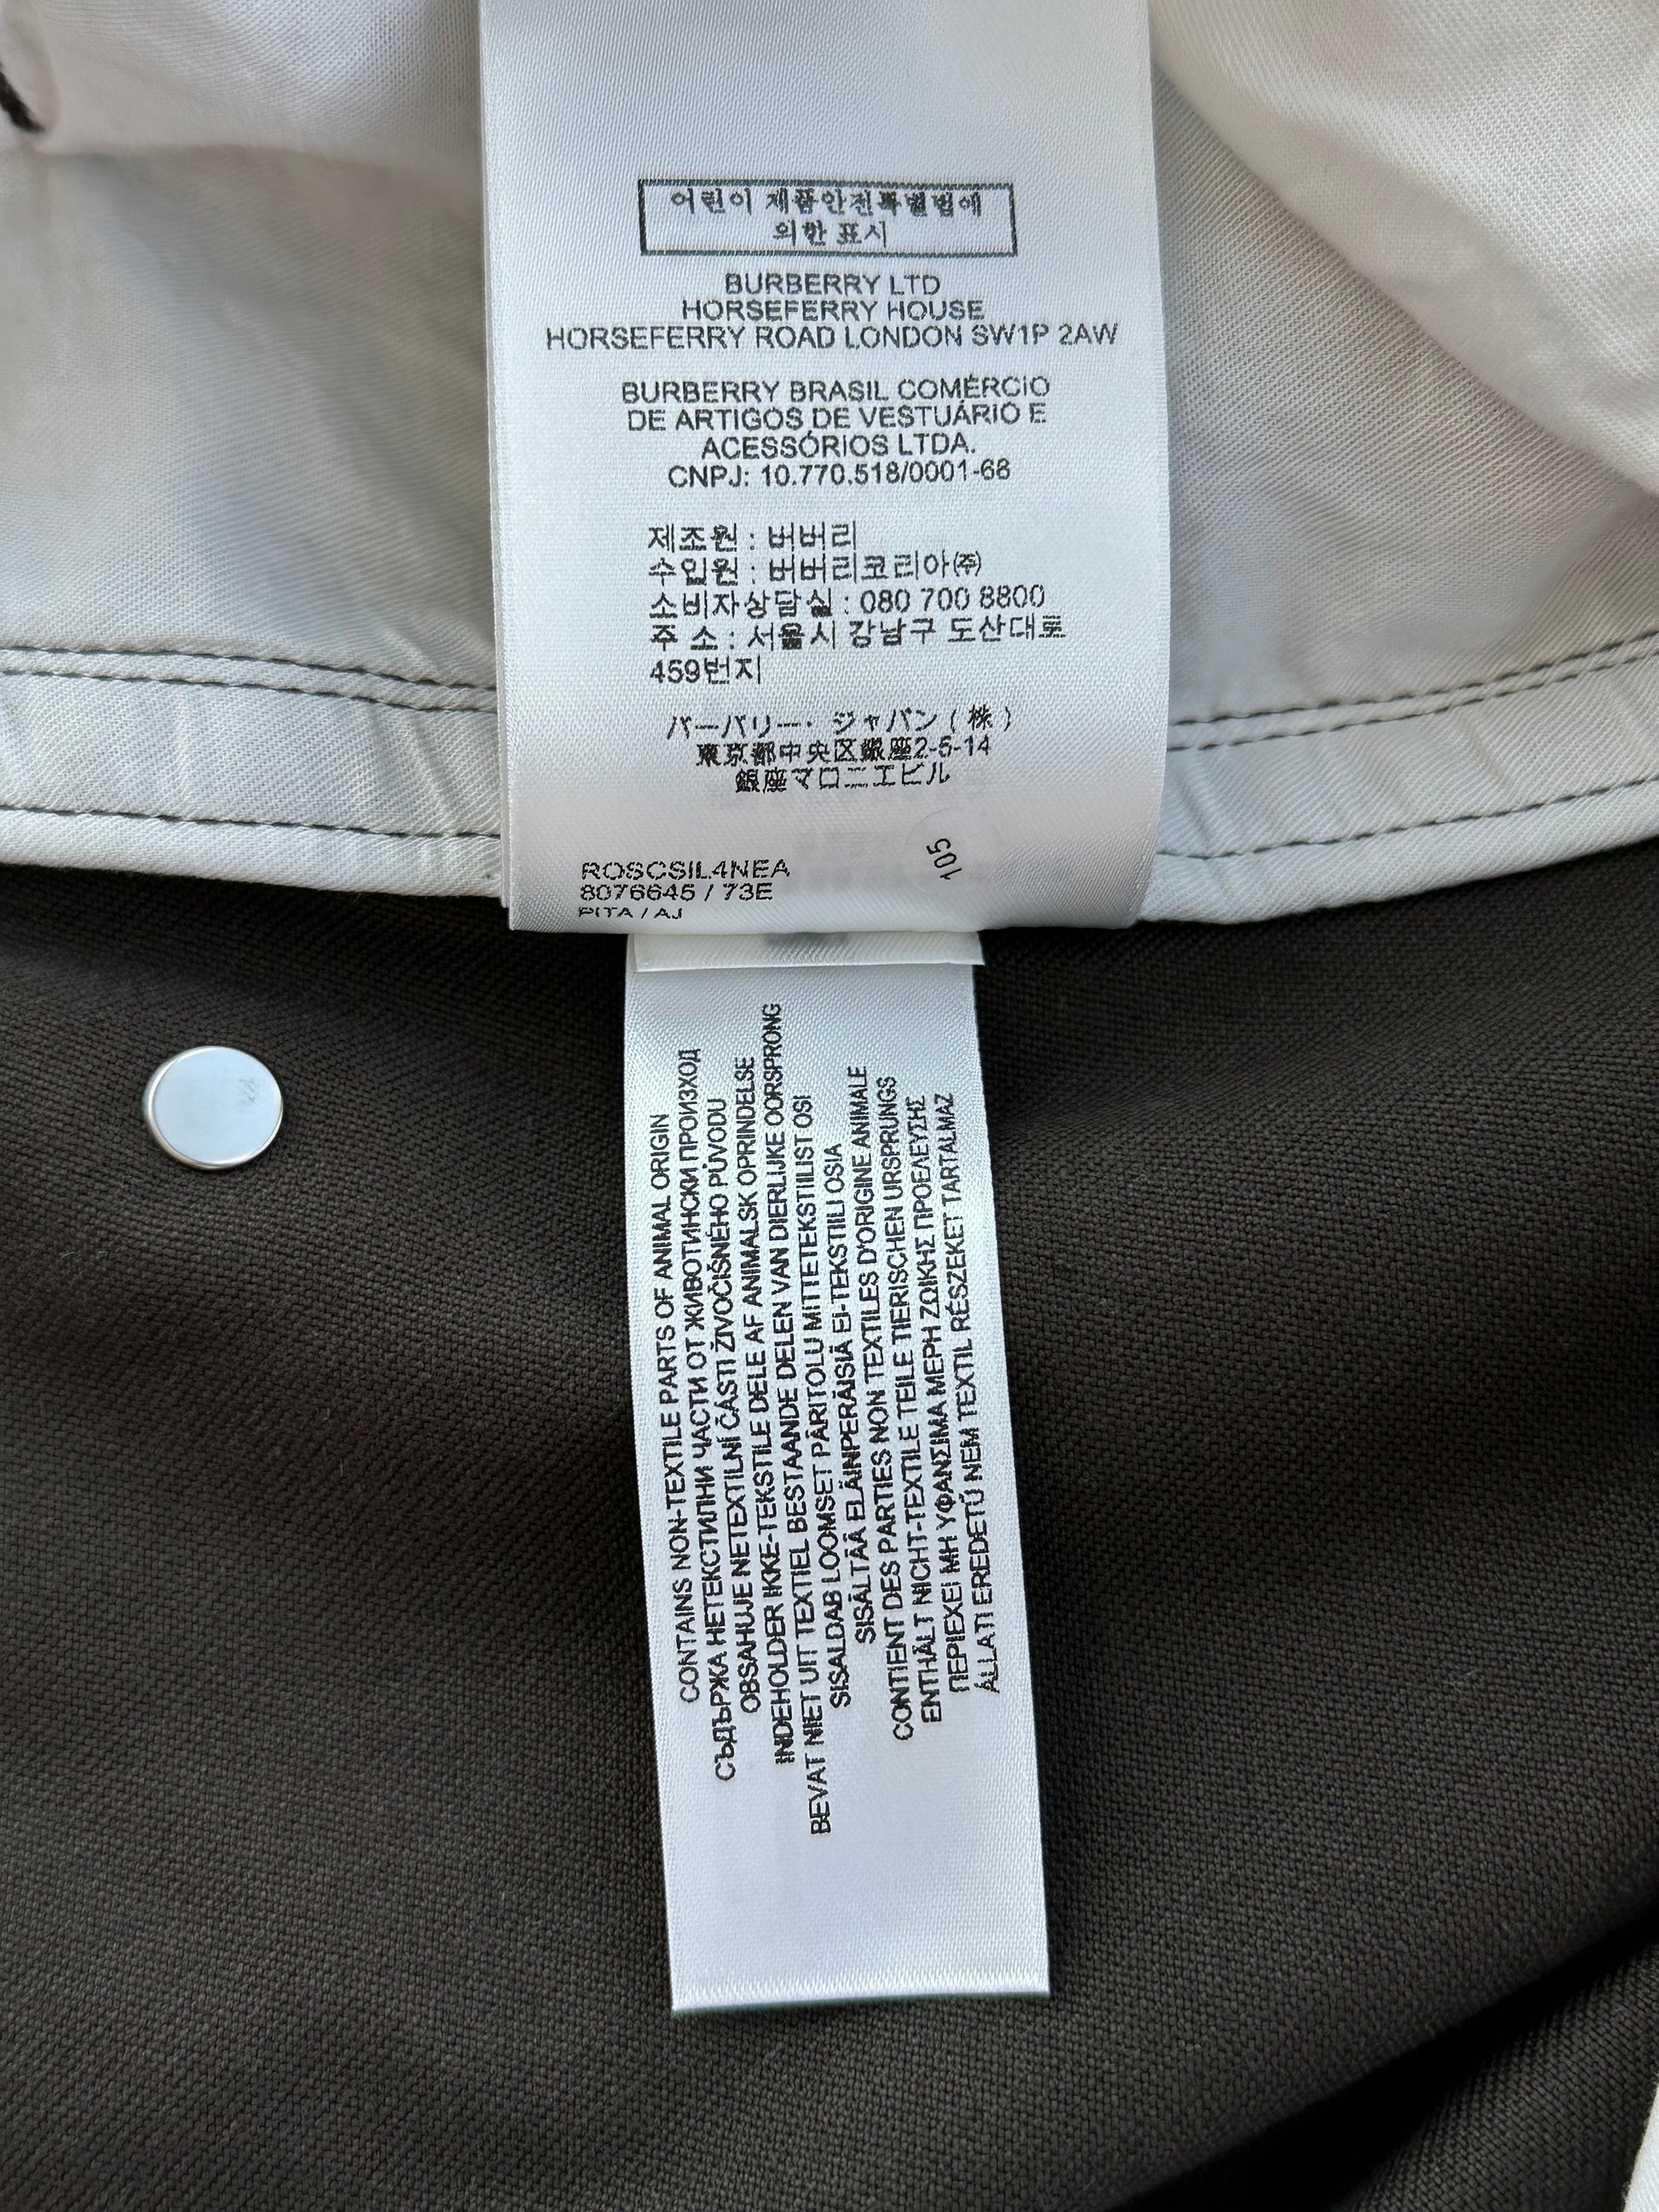 어린이 제품안전특별법에
의한 표시
BURBERRY LTD
HORSEFERRY HOUSE
HORSEFERRY ROAD LONDON SW1P 2AW
BURBERRY BRASIL COMÉRCIO
DE ARTIGOS DE VESTUÁRIO E
ACESSÓRIOS LTDA.
CNPJ: 10.770.518/0001-66
제조원 : 버버리
수입원 : 버버리코리아㈜
소비자상담실 : 080 700 8800
주 소 : 서울시 강남구 도산대로
459번지
バーバリー・ジャパン ( 株 )
東京都中央区銀座2-5-14
銀座マロニエビル
105
ROSCSIL4NEA
8076645 / 73E
PITA / AJ
CONTAINS NON-TEXTILE PARTS OF ANIMAL ORIGIN
СЪДЪРЖА НЕТЕКСТИЛНИ ЧАСТИ ОТ ЖИВОТИНСКИ ПРОИЗХОД
OBSAHUJE NETEXTILNÍ ČÁSTI ŽIVOČIŠNÉHO PŮVODU
INDEHOLDER IKKE-TEKSTILE DELE AF ANIMALSK OPRINDELSE
BEVAT NIET UIT TEXTIEL BESTAANDE DELEN VAN DIERLIJKE OORSPRONG
SISALDAB LOOMSET PÄRITOLU MITTETEKSTIILIST OSI
SISÄLTÄÄ ELÄINPERÄISIÄ EI-TEKSTIILI OSIA
CONTIENT DES PARTIES NON TEXTILES D'ORIGINE ANIMALE
ENTHÄLT NICHT-TEXTILE TEILE TIERISCHEN URSPRUNGS
ΠΕΡΙΕΧΕΙ ΜΗ ΥΦΑΝΣΙΜΑ ΜΕΡΗ ΖΩΙΚΗΣ ΠΡΟΕΛΕΥΣΗΣ
ÁLLATI EREDETŰ NEM TEXTIL RÉSZEKET TARTALMAZ